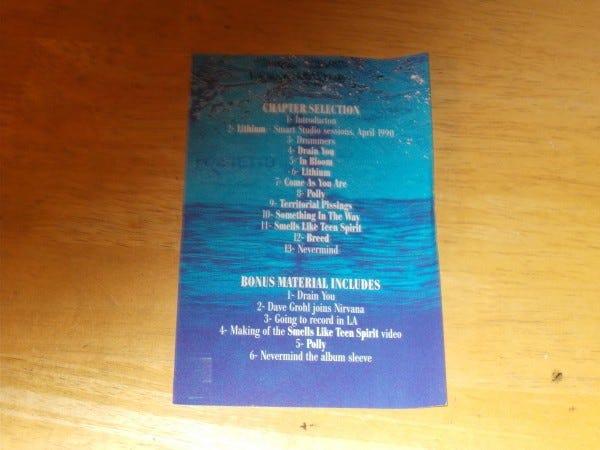 CHAPTER SELECTION
1- Introducton
2- Lithium - Smart Studio sessions, April 1990
3- Drummers
4- Drain You
5- In Bloom
6- Lithium
7- Come As You Are
8- Polly
9- Territorial Pissings
10- Something In The Way
11- Smells Like Teen Spirit
12- Breed
13- Nevermind
BONUS MATERIAL INCLUDES
1- Drain You
2- Dave Grohl joins Nirvana
3- Going to record in LA
4- Making of the Smells Like Teen Spirit video
5- Polly
6- Nevermind the album sleeve